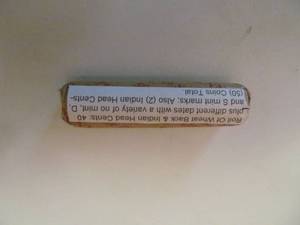 Roll Of Wheat Back & Indian Head Cents. 40
plus different dates with a variety of no mint, D,
and S mint marks; Also (2) Indian Head Cents-
(50) Coins Total.